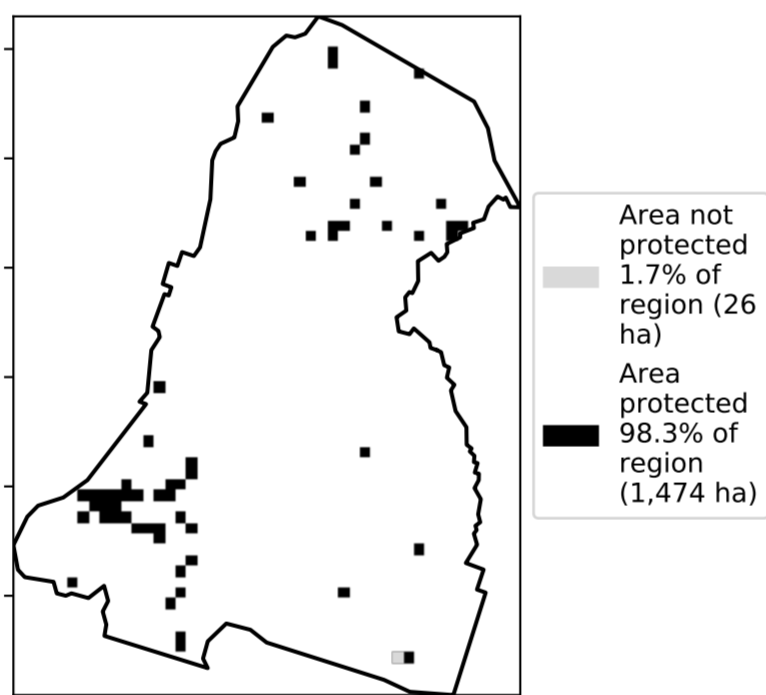 Area not
protected
1.7% of
region (26
ha)
Area
protected
98.3% of
region
(1,474 ha)